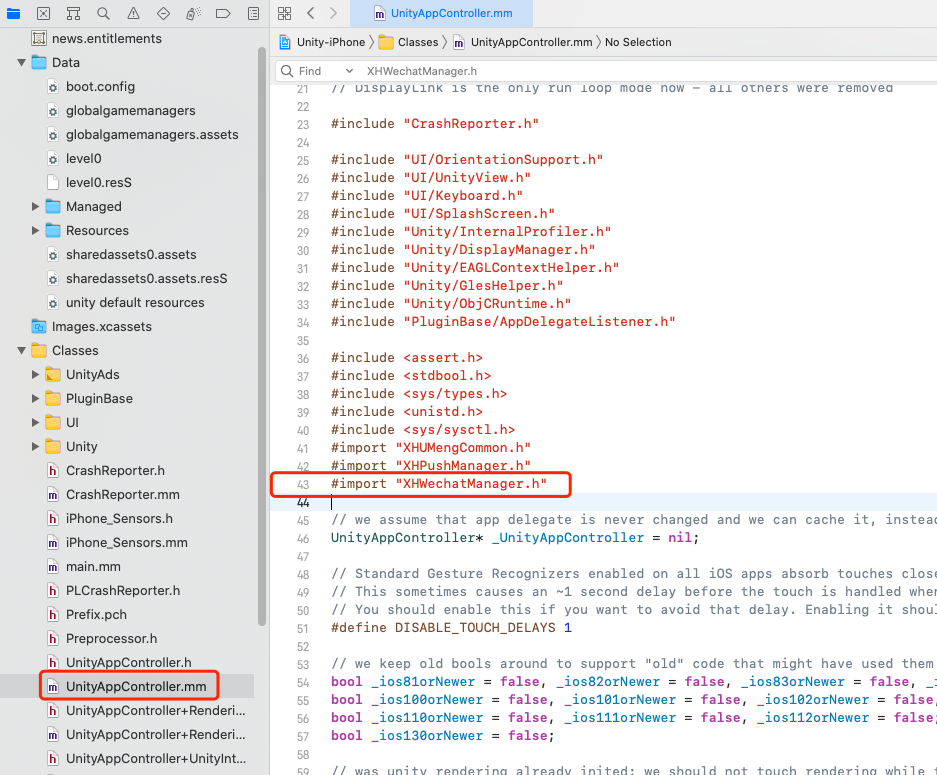 UnityAppController.mm
Unity-iPhone
Classes
UnityAppController.mm
No Selection
Find
XHWechatManager.h
news.entitlements
Data
boot.config
globalgamemanagers
globalgamemanagers.assets
level0
level0.resS
Managed
Resources
sharedassets0.assets
sharedassets0.assets.resS
unity default resources
Images.xcassets
Classes
UnityAds
PluginBase
UI
Unity
CrashReporter.h
CrashReporter.mm
iPhone_Sensors.h
iPhone_Sensors.mm
main.mm
PLCrashReporter.h
Prefix.pch
Preprocessor.h
UnityAppController.h
UnityAppController.mm
UnityAppController+Renderi...
UnityAppController+Renderi...
UnityAppController+UnityInt...
21 // DisplayLink is the only run loop mode now — all others were removed
22
23 #include "CrashReporter.h"
24
25 #include "UI/OrientationSupport.h"
26 #include "UI/UnityView.h"
27 #include "UI/Keyboard.h"
28 #include "UI/SplashScreen.h"
29 #include "Unity/InternalProfiler.h"
30 #include "Unity/DisplayManager.h"
31 #include "Unity/EAGLContextHelper.h"
32 #include "Unity/GlesHelper.h"
33 #include "Unity/ObjCRuntime.h"
34 #include "PluginBase/AppDelegateListener.h"
35
36 #include <assert.h>
37 #include <stdbool.h>
38 #include <sys/types.h>
39 #include <unistd.h>
40 #include <sys/sysctl.h>
41 #import "XHUMengCommon.h"
42 #import "XHPushManager.h"
43 #import "XHWechatManager.h"
44
45 // we assume that app delegate is never changed and we can cache it, instead
46 UnityAppController* _UnityAppController = nil;
47
48 // Standard Gesture Recognizers enabled on all iOS apps absorb touches close
49 // This sometimes causes an ~1 second delay before the touch is handled when
50 // You should enable this if you want to avoid that delay. Enabling it shoul
51 #define DISABLE_TOUCH_DELAYS 1
52
53 // we keep old bools around to support "old" code that might have used them
54 bool _ios81orNewer = false, _ios82orNewer = false, _ios83orNewer = false, _i
55 bool _ios100orNewer = false, _ios101orNewer = false, _ios102orNewer = false,
56 bool _ios110orNewer = false, _ios111orNewer = false, _ios112orNewer = false,
57 bool _ios130orNewer = false;
58
59 // was unity rendering already inited: we should not touch rendering while